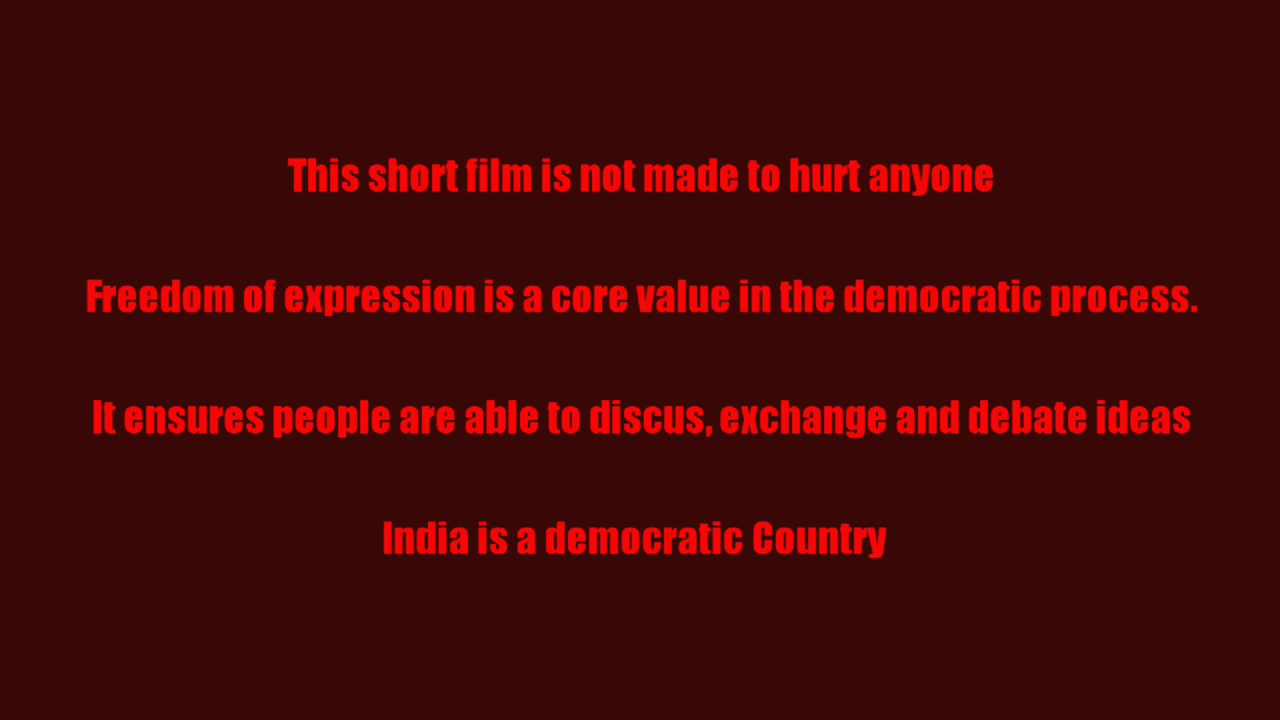 This short film is not made to hurt anyone
Freedom of expression is a core value in the democratic process.
It ensures people are able to discus, exchange and debate ideas
India is a democratic Country